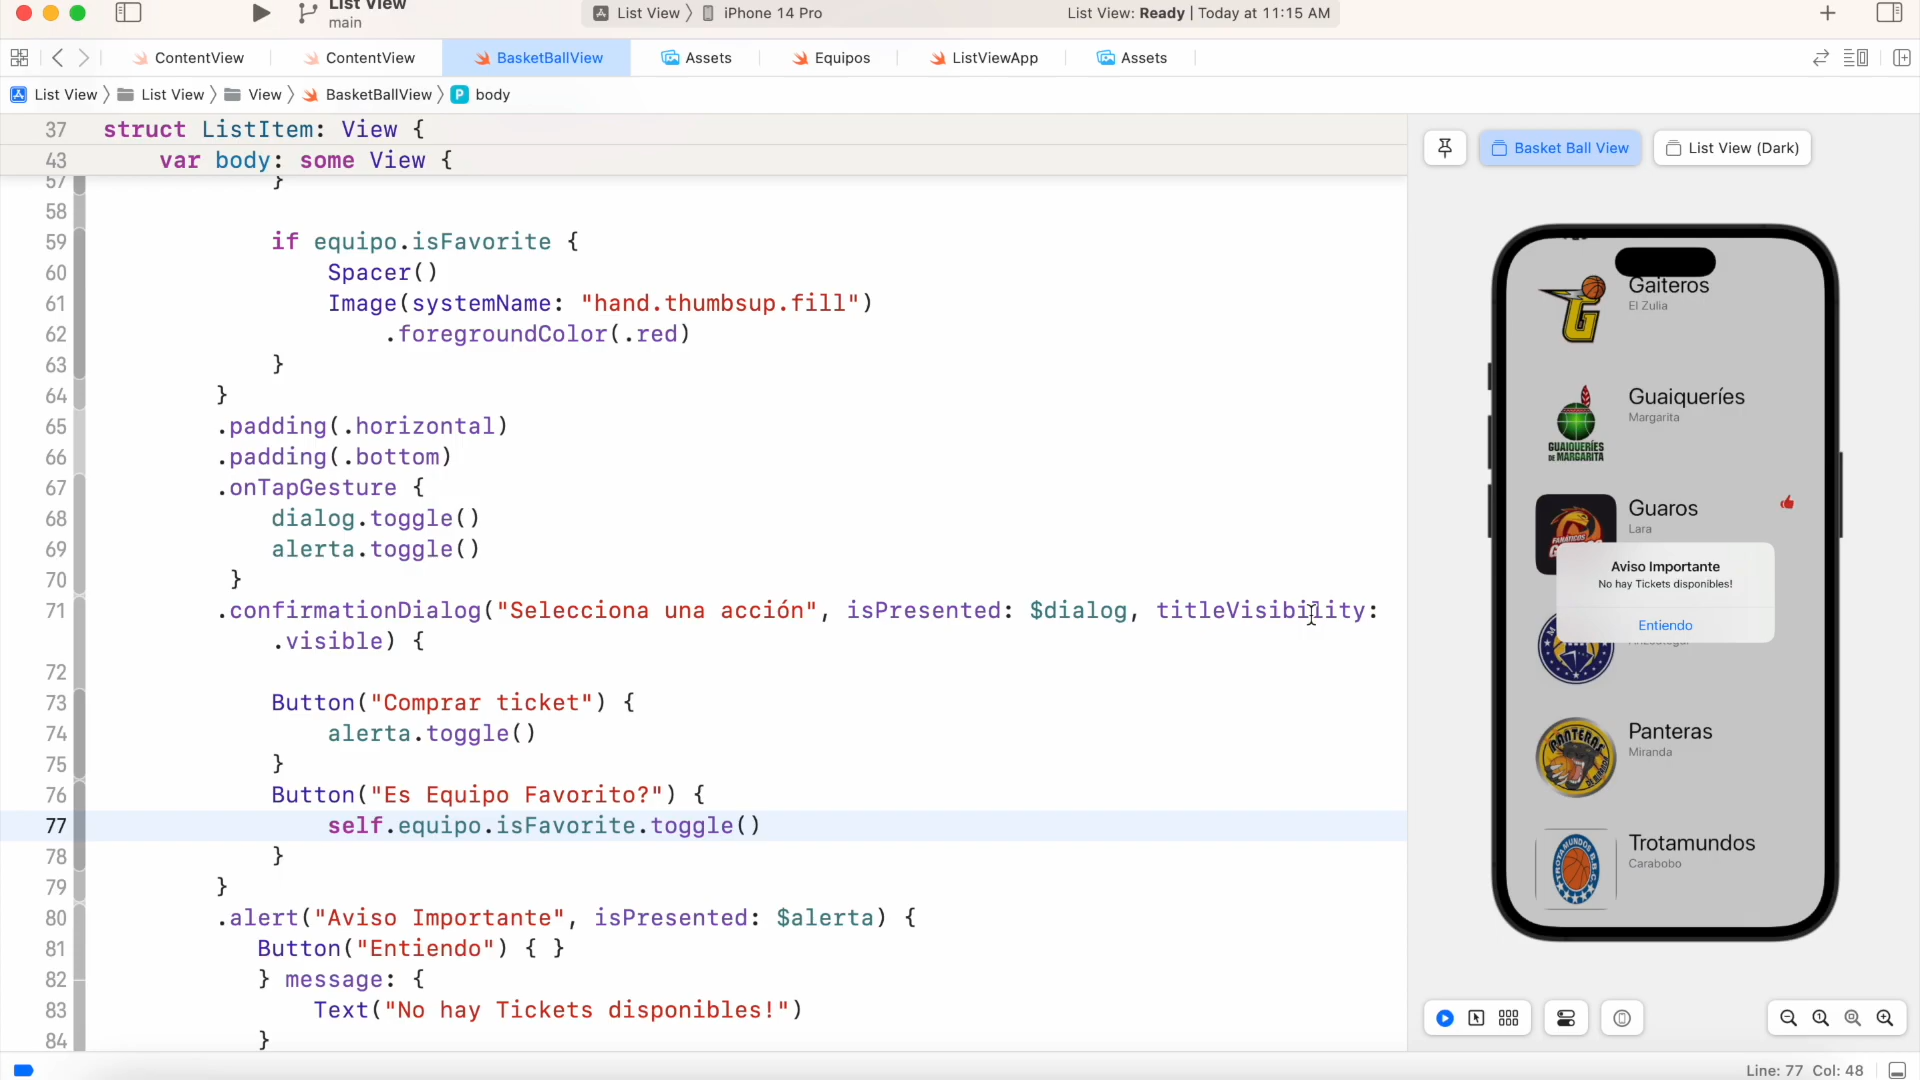 List View
main
List View 〉 iPhone 14 Pro
List View: Ready | Today at 11:15 AM
ContentView
ContentView
BasketBallView
Assets
Equipos
ListViewApp
Assets
List View 〉 List View 〉 View 〉 BasketBallView 〉 P body
37 struct ListItem: View {
43 var body: some View {
57 }
58
59 if equipo.isFavorite {
60 Spacer()
61 Image(systemName: "hand.thumbsup.fill")
62 .foregroundColor(.red)
63 }
64 }
65 .padding(.horizontal)
66 .padding(.bottom)
67 .onTapGesture {
68 dialog.toggle()
69 alerta.toggle()
70 }
71 .confirmationDialog("Selecciona una acción", isPresented: $dialog, titleVisibility:
.visible) {
72
73 Button("Comprar ticket") {
74 alerta.toggle()
75 }
76 Button("Es Equipo Favorito?") {
77 self.equipo.isFavorite.toggle()
78 }
79 }
80 .alert("Aviso Importante", isPresented: $alerta) {
81 Button("Entiendo") { }
82 } message: {
83 Text("No hay Tickets disponibles!")
84 }
Basket Ball View
List View (Dark)
Gaiteros
El Zulia
Guaiqueríes
Margarita
GUAIQUERÍES
DE MARGARITA
Guaros
Lara
FANÁTICOS
Aviso Importante
No hay Tickets disponibles!
Entiendo
Panteras
Miranda
PANTERAS
Trotamundos
Carabobo
TROTAMUNDOS B.B.C.
Line: 77 Col: 48